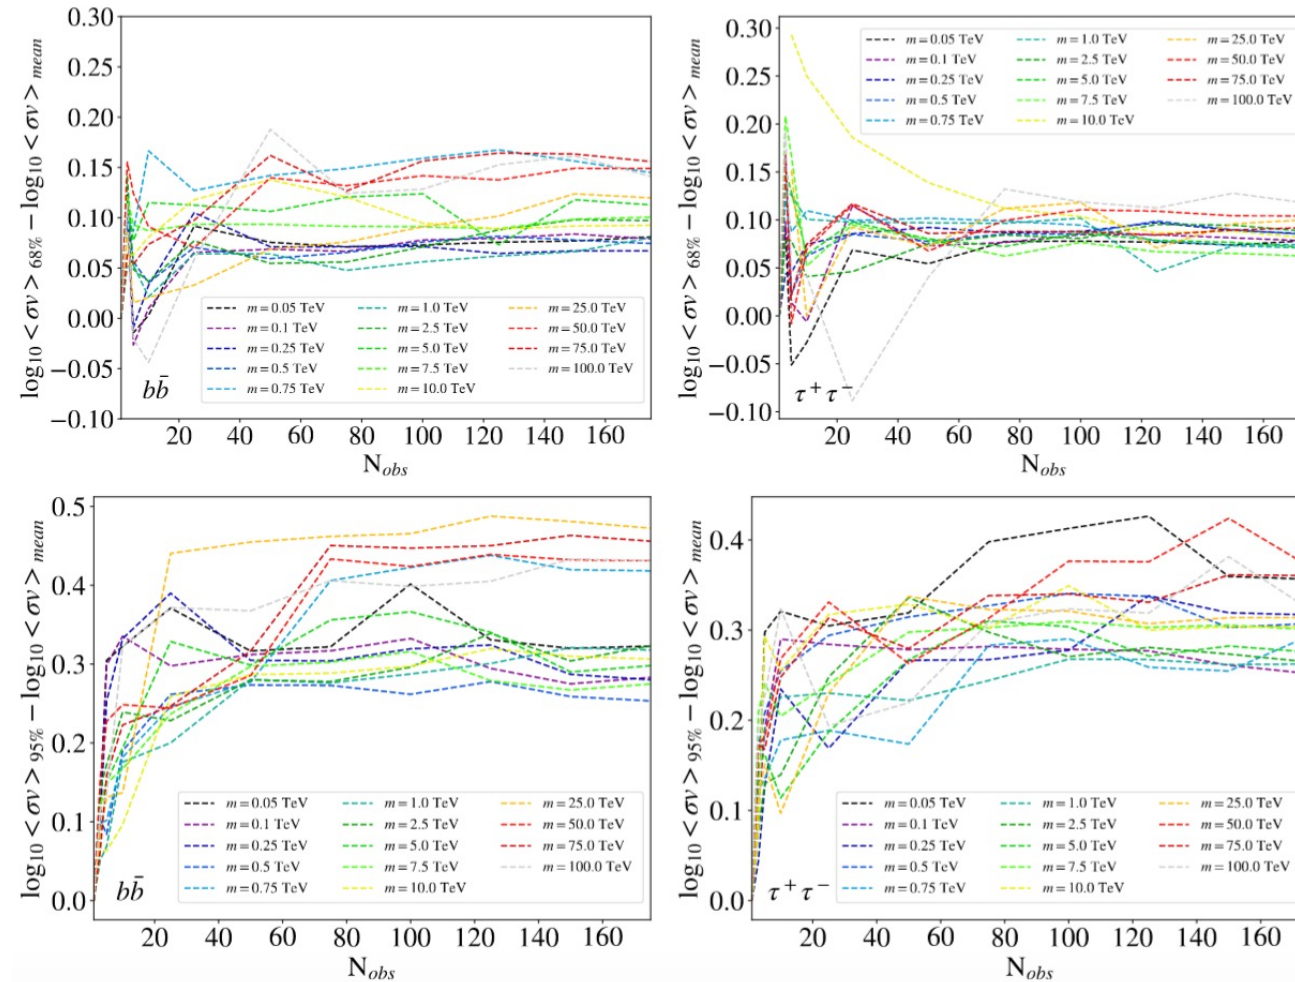 0.30
0.25
0.20
0.15
0.10
0.05
0.00
−0.05
−0.10
log₁₀ < σv > 68% − log₁₀ < σv > mean
m = 0.05 TeV m = 1.0 TeV m = 25.0 TeV
m = 0.1 TeV m = 2.5 TeV m = 50.0 TeV
m = 0.25 TeV m = 5.0 TeV m = 75.0 TeV
m = 0.5 TeV m = 7.5 TeV m = 100.0 TeV
m = 0.75 TeV m = 10.0 TeV
bb̄
20 40 60 80 100 120 140 160
N_obs
0.30
0.25
0.20
0.15
0.10
0.05
0.00
−0.05
−0.10
log₁₀ < σv > 68% − log₁₀ < σv > mean
m = 0.05 TeV m = 1.0 TeV m = 25.0 TeV
m = 0.1 TeV m = 2.5 TeV m = 50.0 TeV
m = 0.25 TeV m = 5.0 TeV m = 75.0 TeV
m = 0.5 TeV m = 7.5 TeV m = 100.0 TeV
m = 0.75 TeV m = 10.0 TeV
τ⁺τ⁻
20 40 60 80 100 120 140 160
N_obs
0.5
0.4
0.3
0.2
0.1
0.0
log₁₀ < σv > 95% − log₁₀ < σv > mean
m = 0.05 TeV m = 1.0 TeV m = 25.0 TeV
m = 0.1 TeV m = 2.5 TeV m = 50.0 TeV
m = 0.25 TeV m = 5.0 TeV m = 75.0 TeV
m = 0.5 TeV m = 7.5 TeV m = 100.0 TeV
m = 0.75 TeV m = 10.0 TeV
bb̄
20 40 60 80 100 120 140 160
N_obs
0.4
0.3
0.2
0.1
0.0
log₁₀ < σv > 95% − log₁₀ < σv > mean
m = 0.05 TeV m = 1.0 TeV m = 25.0 TeV
m = 0.1 TeV m = 2.5 TeV m = 50.0 TeV
m = 0.25 TeV m = 5.0 TeV m = 75.0 TeV
m = 0.5 TeV m = 7.5 TeV m = 100.0 TeV
m = 0.75 TeV m = 10.0 TeV
τ⁺τ⁻
20 40 60 80 100 120 140 160
N_obs